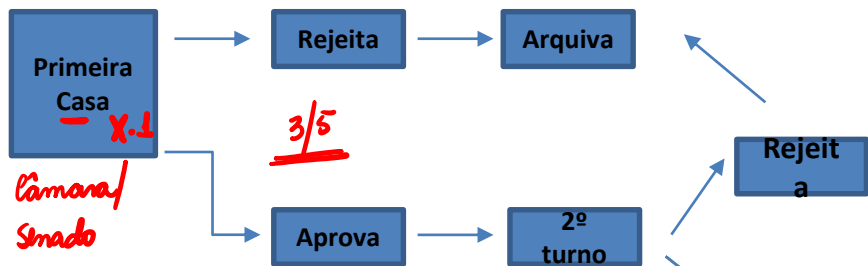 Primeira
Casa
X.1
Câmara/
Senado
Rejeita
Arquiva
3/5
Aprova
2º
turno
Rejeit
a